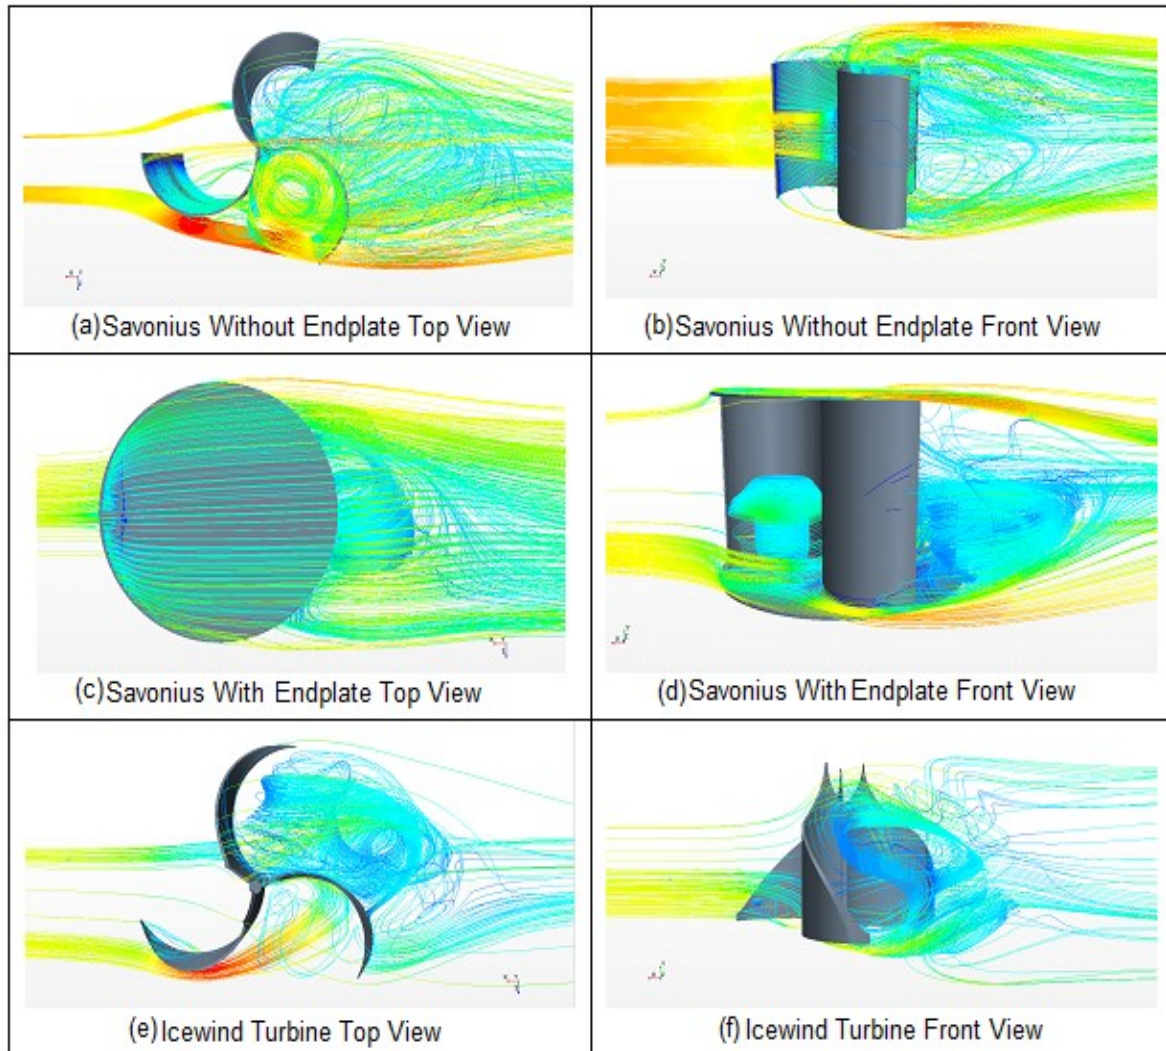 (a)Savonius Without Endplate Top View
(b)Savonius Without Endplate Front View
(c)Savonius With Endplate Top View
(d)Savonius With Endplate Front View
(e)Icewind Turbine Top View
(f)Icewind Turbine Front View